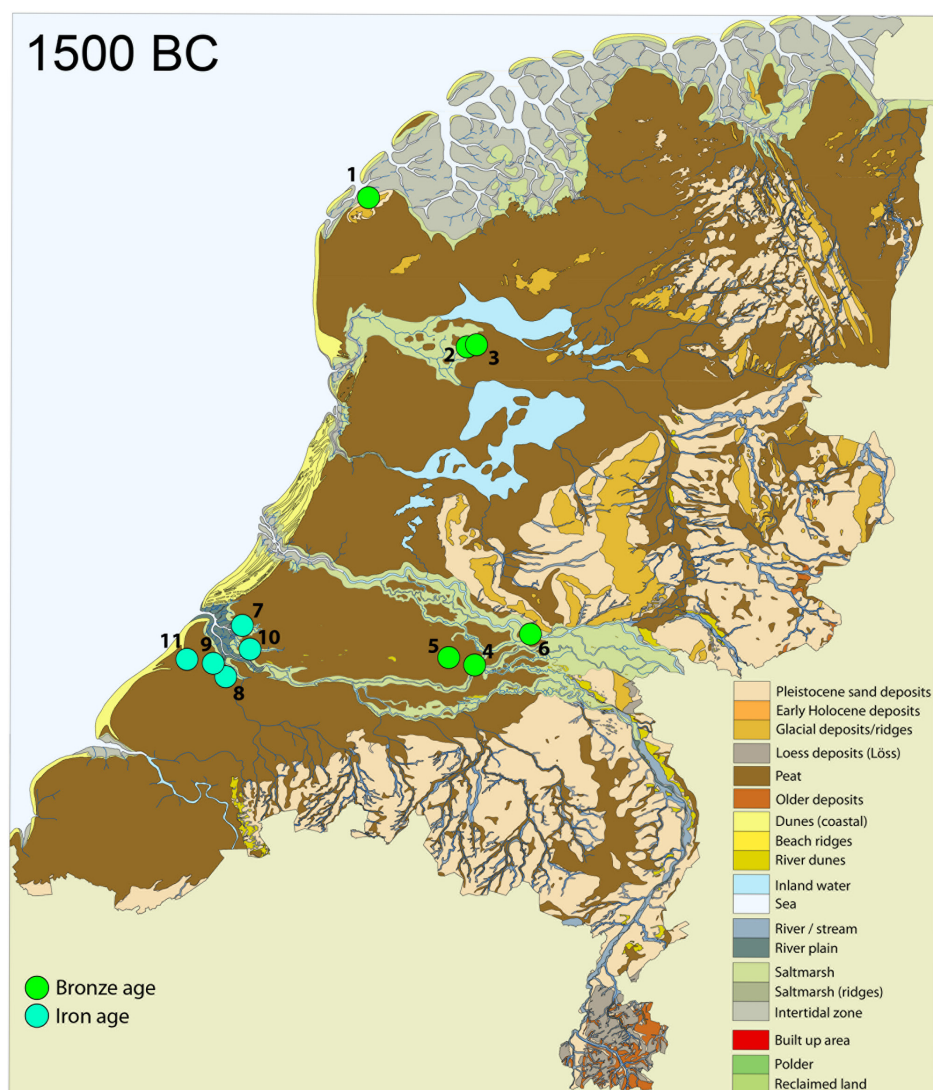 1500 BC
1
2
3
7
10
11
9
8
5
4
6
Pleistocene sand deposits
Early Holocene deposits
Glacial deposits/ridges
Loess deposits (Löss)
Peat
Older deposits
Dunes (coastal)
Beach ridges
River dunes
Inland water
Sea
River / stream
River plain
Saltmarsh
Saltmarsh (ridges)
Intertidal zone
Built up area
Polder
Reclaimed land
Bronze age
Iron age